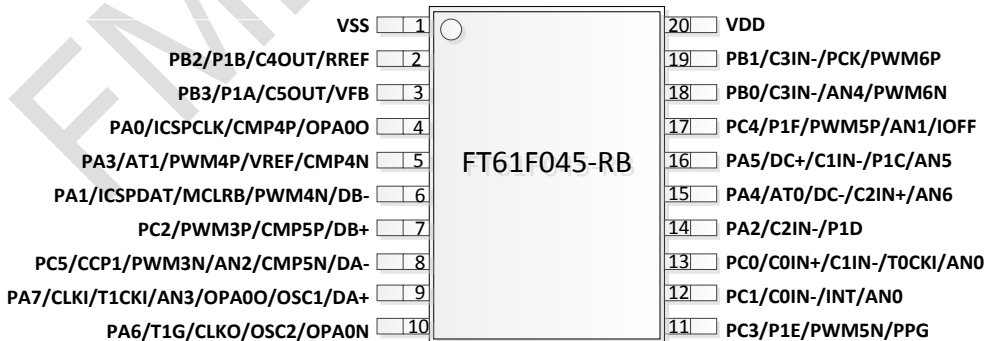 VSS 1 20 VDD
PB2/P1B/C4OUT/RREF 2 19 PB1/C3IN-/PCK/PWM6P
PB3/P1A/C5OUT/VFB 3 18 PB0/C3IN-/AN4/PWM6N
PA0/ICSPCLK/CMP4P/OPA0O 4 17 PC4/P1F/PWM5P/AN1/IOFF
PA3/AT1/PWM4P/VREF/CMP4N 5 FT61F045-RB 16 PA5/DC+/C1IN-/P1C/AN5
PA1/ICSPDAT/MCLRB/PWM4N/DB- 6 15 PA4/AT0/DC-/C2IN+/AN6
PC2/PWM3P/CMP5P/DB+ 7 14 PA2/C2IN-/P1D
PC5/CCP1/PWM3N/AN2/CMP5N/DA- 8 13 PC0/C0IN+/C1IN-/T0CKI/AN0
PA7/CLKI/T1CKI/AN3/OPA0O/OSC1/DA+ 9 12 PC1/C0IN-/INT/AN0
PA6/T1G/CLKO/OSC2/OPA0N 10 11 PC3/P1E/PWM5N/PPG